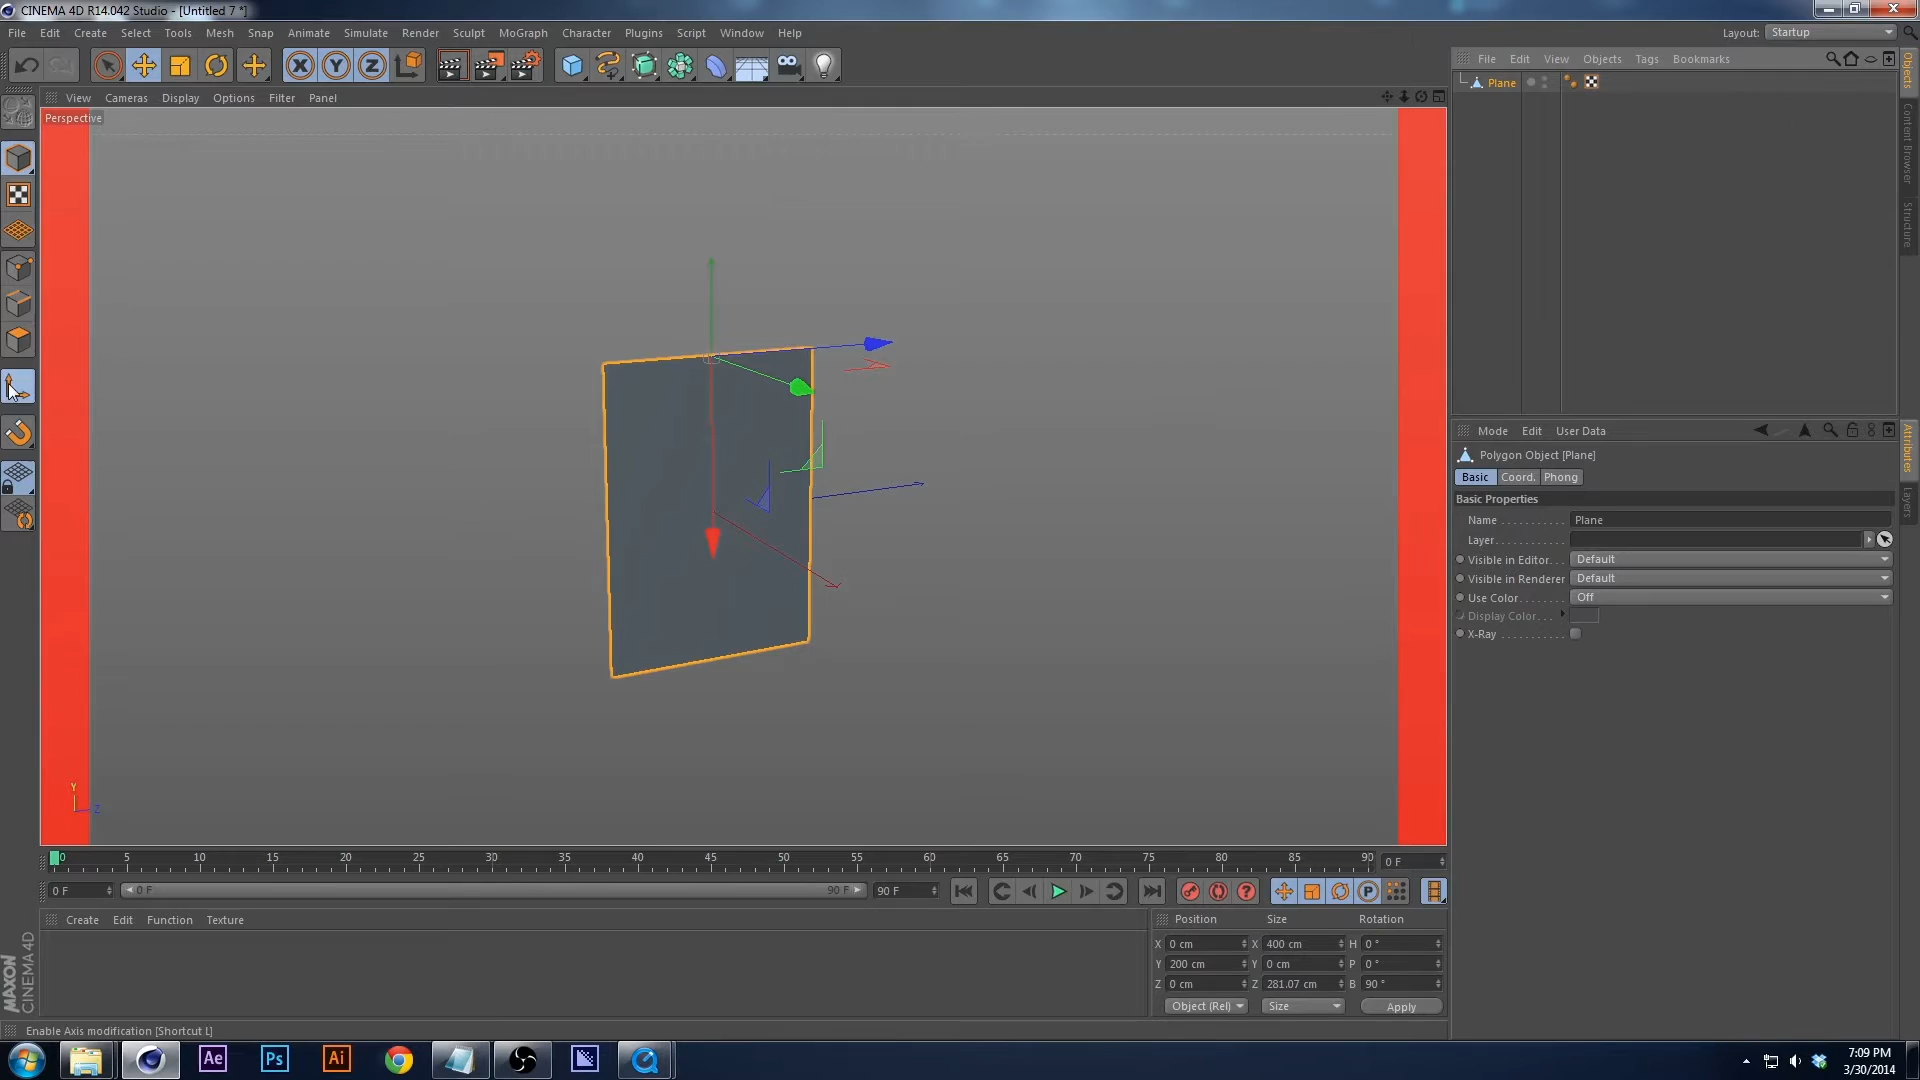 CINEMA 4D R14.042 Studio - [Untitled 7 *]
File Edit Create Select Tools Mesh Snap Animate Simulate Render Sculpt MoGraph Character Plugins Script Window Help
Layout: Startup
X Y Z
File Edit View Objects Tags Bookmarks
View Cameras Display Options Filter Panel
Plane
Perspective
Objects
Content Browser
Structure
Mode Edit User Data
Polygon Object [Plane]
Basic Coord. Phong
Basic Properties
Name . . . . . . . . . . . Plane
Layer. . . . . . . . . . . .
Visible in Editor. . . Default
Visible in Renderer Default
Use Color. . . . . . . . Off
Display Color. . . .
X-Ray . . . . . . . . . . .
Attributes
Layers
Y
Z
0 5 10 15 20 25 30 35 40 45 50 55 60 65 70 75 80 85 90 0 F
0 F 0 F 90 F 90 F
P
Create Edit Function Texture
Position Size Rotation
X 0 cm X 400 cm H 0 °
Y 200 cm Y 0 cm P 0 °
Z 0 cm Z 281.07 cm B 90 °
Object (Rel) Size Apply
MAXON
CINEMA 4D
Enable Axis modification [Shortcut L]
Ae Ps Ai
7:09 PM
3/30/2014